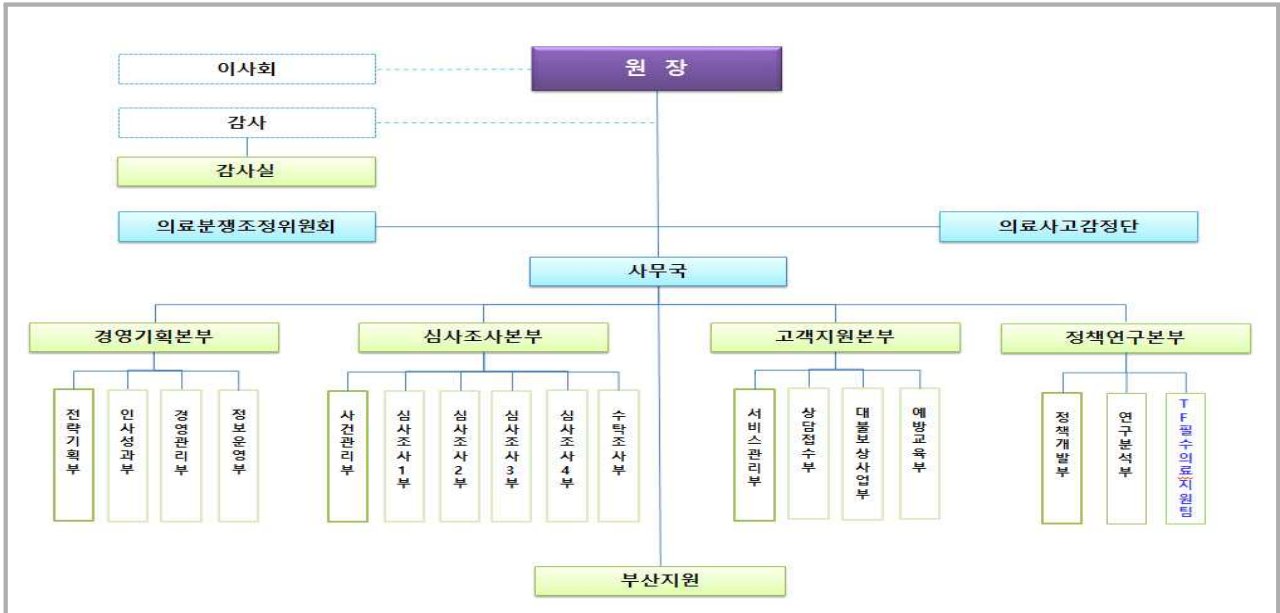 원 장
이사회
감사
감사실
의료분쟁조정위원회
의료사고감정단
사무국
경영기획본부
심사조사본부
고객지원본부
정책연구본부
전략기획부
인사성과부
경영관리부
정보운영부
사건관리부
심사조사1부
심사조사2부
심사조사3부
심사조사4부
수탁조사부
서비스관리부
상담접수부
대불보상사업부
예방교육부
정책개발부
연구분석부
TF필수의료지원팀
부산지원